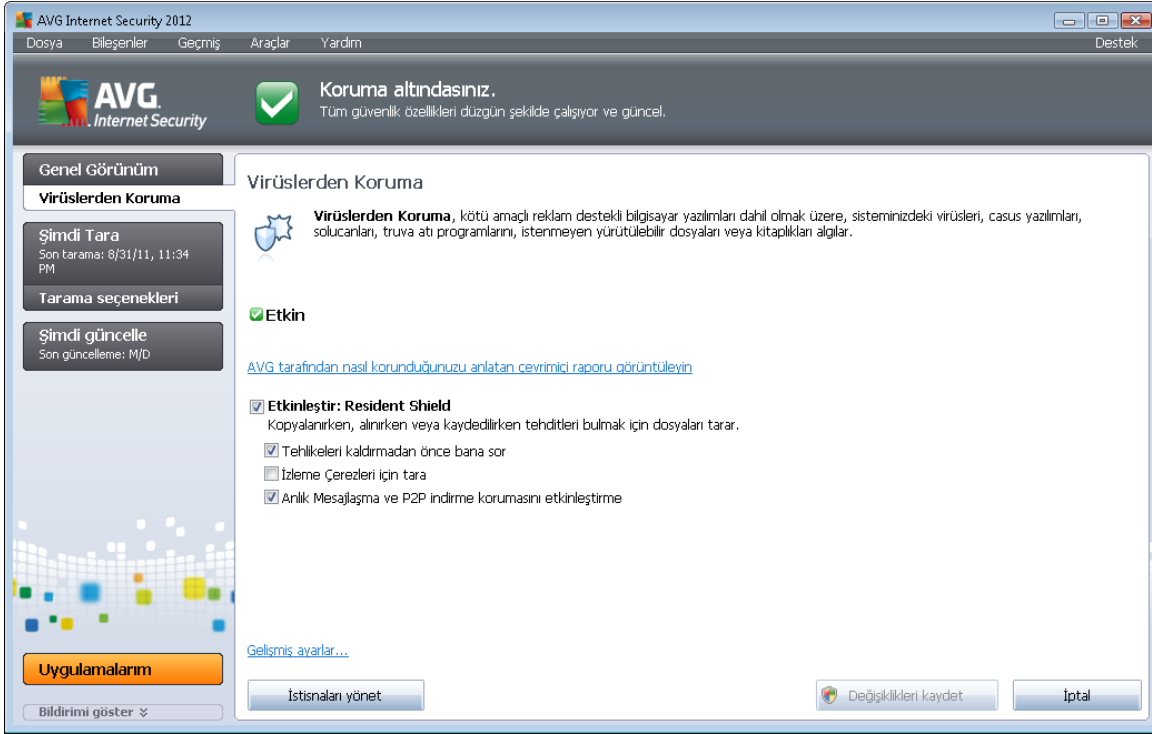 AVG Internet Security 2012
Dosya Bileşenler Geçmiş Araçlar Yardım Destek
AVG.
Internet Security
Koruma altındasınız.
Tüm güvenlik özellikleri düzgün şekilde çalışıyor ve güncel.
Genel Görünüm
Virüslerden Koruma
Şimdi Tara
Son tarama: 8/31/11, 11:34
PM
Tarama seçenekleri
Şimdi güncelle
Son güncelleme: M/D
Uygulamalarım
Bildirimi göster
Virüslerden Koruma
Virüslerden Koruma, kötü amaçlı reklam destekli bilgisayar yazılımları dahil olmak üzere, sisteminizdeki virüsleri, casus yazılımları,
solucanları, truva atı programlarını, istenmeyen yürütülebilir dosyaları veya kitaplıkları algılar.
Etkin
AVG tarafından nasıl korunduğunuzu anlatan çevrimiçi raporu görüntüleyin
Etkinleştir: Resident Shield
Kopyalanırken, alınırken veya kaydedilirken tehditleri bulmak için dosyaları tarar.
Tehlikeleri kaldırmadan önce bana sor
İzleme Çerezleri için tara
Anlık Mesajlaşma ve P2P indirme korumasını etkinleştirme
Gelişmiş ayarlar...
İstisnaları yönet
Değişiklikleri kaydet
İptal